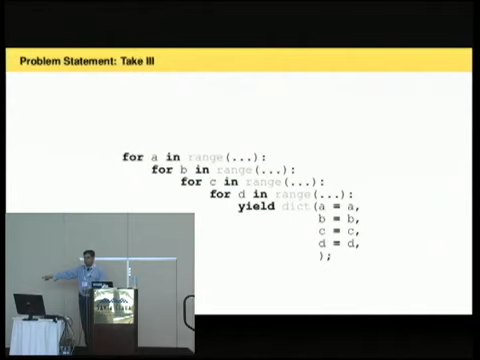 Problem Statement: Take III
for a in range(...):
for b in range(...):
for c in range(...):
for d in range(...):
yield dict(a = a,
b = b,
c = c,
d = d,
);